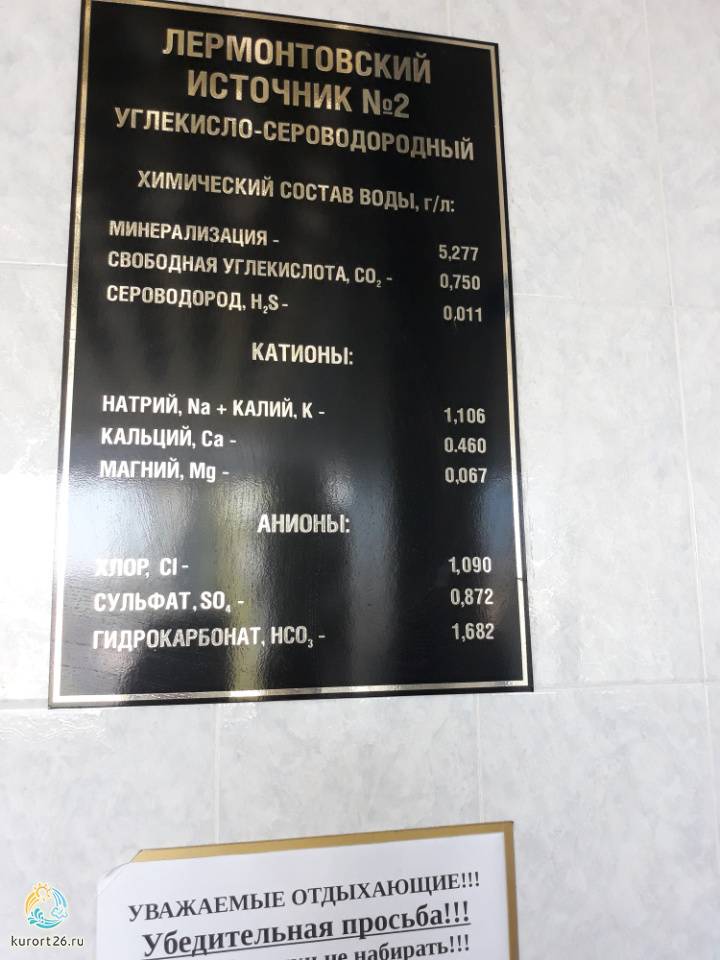 ЛЕРМОНТОВСКИЙ
ИСТОЧНИК №2
УГЛЕКИСЛО-СЕРОВОДОРОДНЫЙ
ХИМИЧЕСКИЙ СОСТАВ ВОДЫ, г/л:
МИНЕРАЛИЗАЦИЯ - 5,277
СВОБОДНАЯ УГЛЕКИСЛОТА, CO₂ - 0,750
СЕРОВОДОРОД, H₂S - 0,011
КАТИОНЫ:
НАТРИЙ, Na + КАЛИЙ, К - 1,106
КАЛЬЦИЙ, Ca - 0.460
МАГНИЙ, Mg - 0,067
АНИОНЫ:
ХЛОР, Cl - 1,090
СУЛЬФАТ, SO₄ - 0,872
ГИДРОКАРБОНАТ, HCO₃ - 1,682
УВАЖАЕМЫЕ ОТДЫХАЮЩИЕ!!!
Убедительная просьба!!!
не набирать!!!
kurort26.ru